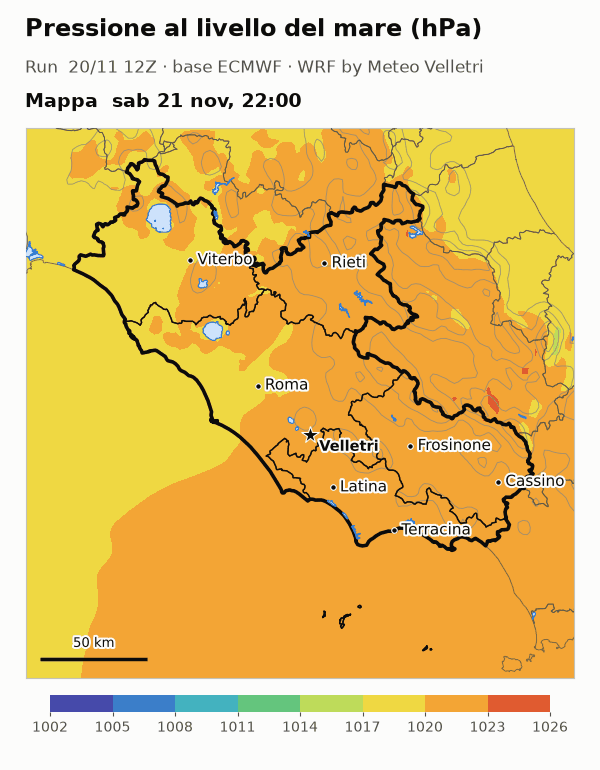 Pressione al livello del mare (hPa)
Run  20/11 12Z · base ECMWF · WRF by Meteo Velletri
Mappa  sab 21 nov, 22:00
Viterbo
Rieti
Roma
Velletri
Frosinone
Cassino
Latina
Terracina
50 km
1002 1005 1008 1011 1014 1017 1020 1023 1026